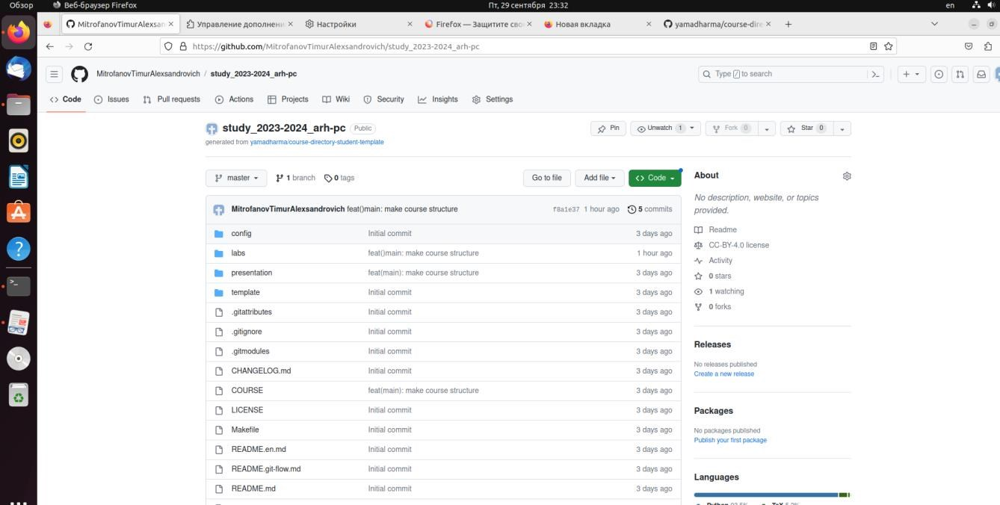 Обзор Веб-браузер Firefox Пт, 29 сентября 23:32 en
MitrofanovTimurAlexsan Управление дополнен Настройки Firefox — Защитите сво Новая вкладка yamadharma/course-dire
https://github.com/MitrofanovTimurAlexsandrovich/study_2023-2024_arh-pc
MitrofanovTimurAlexsandrovich / study_2023-2024_arh-pc Type / to search
Code Issues Pull requests Actions Projects Wiki Security Insights Settings
study_2023-2024_arh-pc Public Pin Unwatch 1 Fork 0 Star 0
generated from yamadharma/course-directory-student-template
master 1 branch 0 tags Go to file Add file Code
MitrofanovTimurAlexsandrovich feat()main: make course structure f8a1e37 1 hour ago 5 commits
config Initial commit 3 days ago
labs feat()main: make course structure 1 hour ago
presentation feat(main): make course structure 3 days ago
template Initial commit 3 days ago
.gitattributes Initial commit 3 days ago
.gitignore Initial commit 3 days ago
.gitmodules Initial commit 3 days ago
CHANGELOG.md Initial commit 3 days ago
COURSE feat(main): make course structure 3 days ago
LICENSE Initial commit 3 days ago
Makefile Initial commit 3 days ago
README.en.md Initial commit 3 days ago
README.git-flow.md Initial commit 3 days ago
README.md Initial commit 3 days ago
About
No description, website, or topics
provided.
Readme
CC-BY-4.0 license
Activity
0 stars
1 watching
0 forks
Releases
No releases published
Create a new release
Packages
No packages published
Publish your first package
Languages